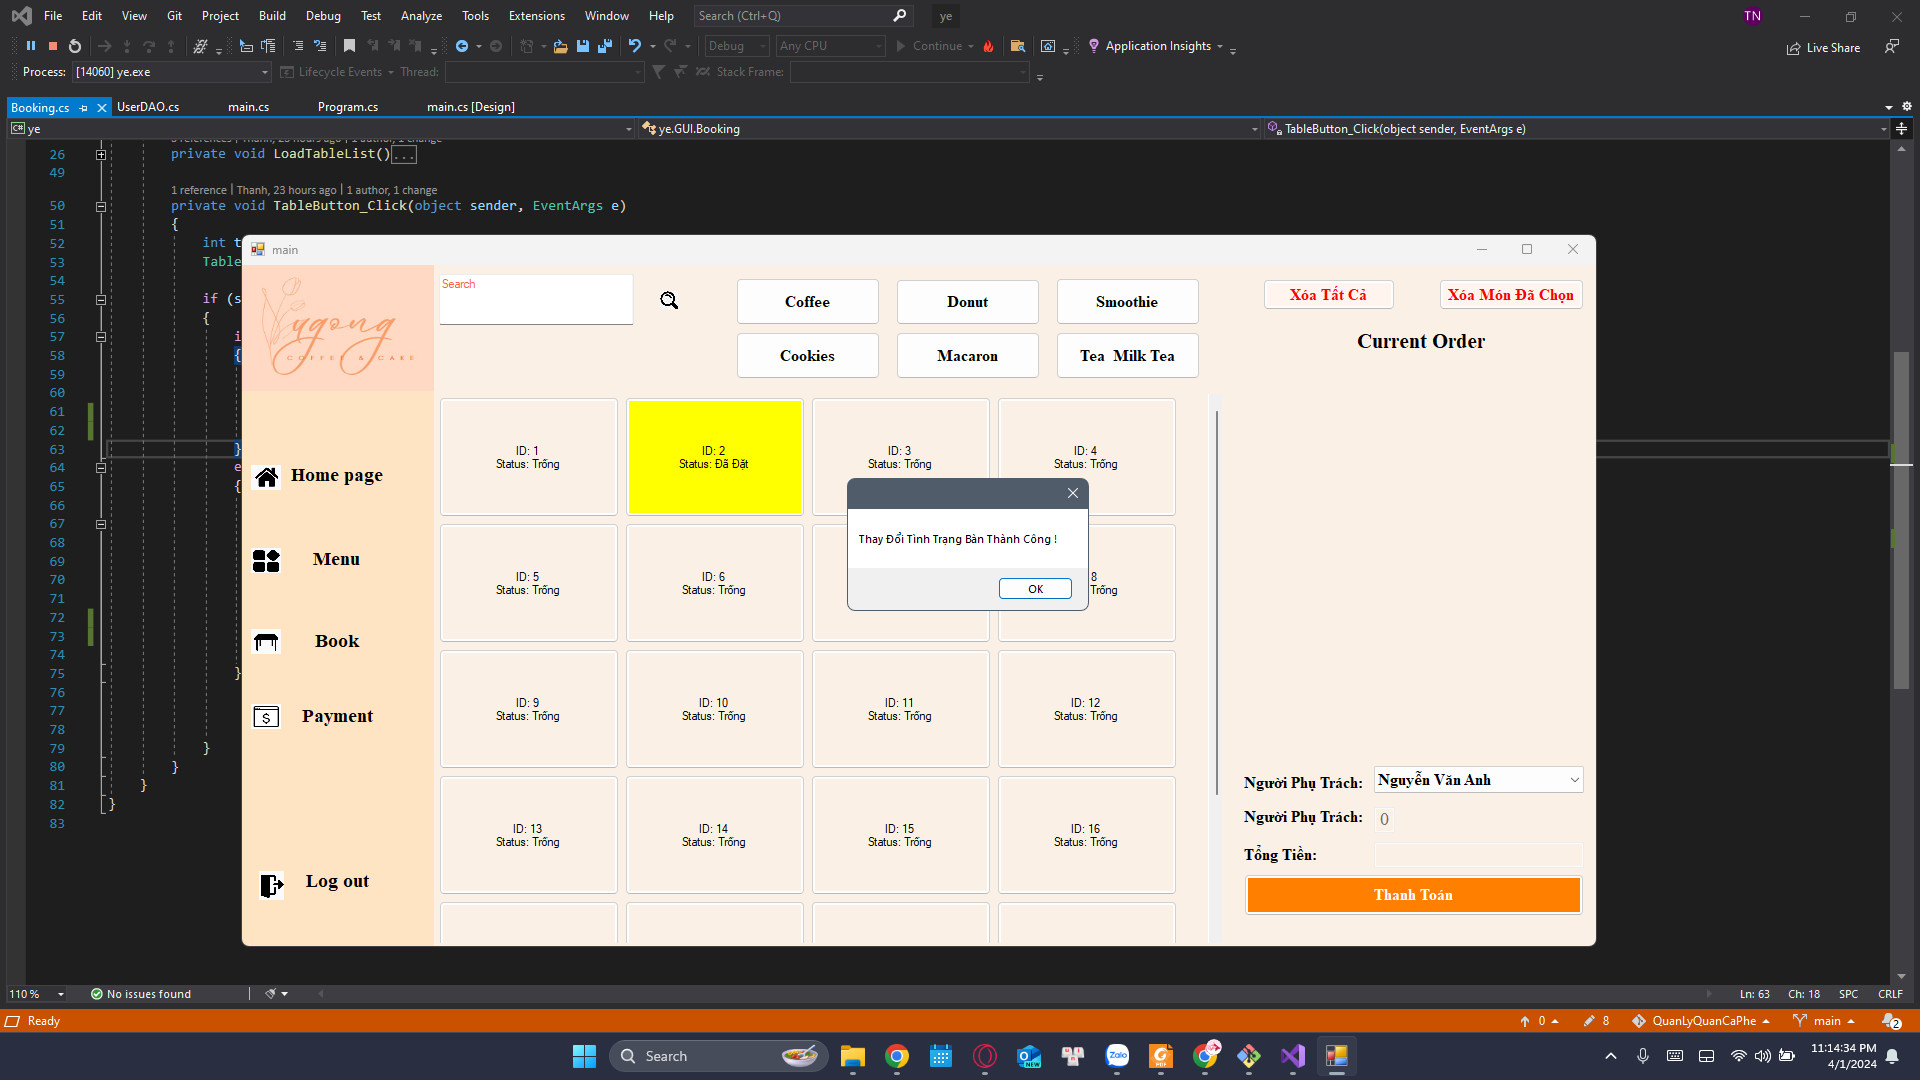 File Edit View Git Project Build Debug Test Analyze Tools Extensions Window Help Search (Ctrl+Q) ye TN
Debug Any CPU Continue Application Insights Live Share
Process: [14060] ye.exe Lifecycle Events Thread: Stack Frame:
Booking.cs UserDAO.cs main.cs Program.cs main.cs [Design]
C# ye ye.GUI.Booking TableButton_Click(object sender, EventArgs e)
26 private void LoadTableList()...
49
1 reference | Thanh, 23 hours ago | 1 author, 1 change
50 private void TableButton_Click(object sender, EventArgs e)
51 {
52 int t
53 Table
54
55 if (s
56 {
57 i
58 {
59
60
61
62
63 }
64 e
65 {
66
67
68
69
70
71
72
73
74
75 }
76
77
78
79 }
80 }
81 }
82 }
83
main
Yugong
COFFEE & CAKE
Home page
Menu
Book
Payment
Log out
Search
Coffee Donut Smoothie
Cookies Macaron Tea Milk Tea
Xóa Tất Cả Xóa Món Đã Chọn
Current Order
ID: 1
Status: Trống
ID: 2
Status: Đã Đặt
ID: 3
Status: Trống
ID: 4
Status: Trống
ID: 5
Status: Trống
ID: 6
Status: Trống
8
Trống
ID: 9
Status: Trống
ID: 10
Status: Trống
ID: 11
Status: Trống
ID: 12
Status: Trống
ID: 13
Status: Trống
ID: 14
Status: Trống
ID: 15
Status: Trống
ID: 16
Status: Trống
Thay Đổi Tình Trạng Bàn Thành Công !
OK
Người Phụ Trách: Nguyễn Văn Anh
Người Phụ Trách: 0
Tổng Tiền:
Thanh Toán
110 % No issues found Ln: 63 Ch: 18 SPC CRLF
Ready 0 8 QuanLyQuanCaPhe main 2
Search Zalo 11:14:34 PM
4/1/2024